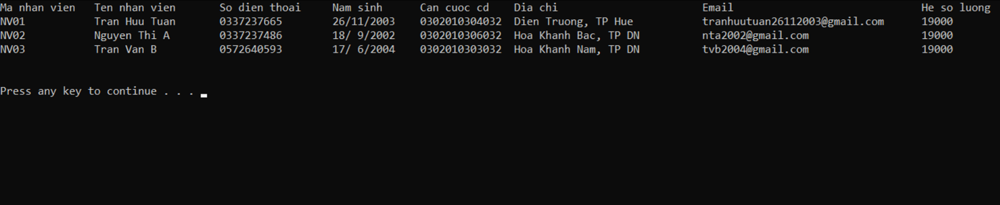 Ma nhan vien   Ten nhan vien       So dien thoai     Nam sinh      Can cuoc cd    Dia chi                       Email                              He so luong
NV01           Tran Huu Tuan       0337237665        26/11/2003    0302010304032  Dien Truong, TP Hue           tranhuutuan26112003@gmail.com      19000
NV02           Nguyen Thi A        0337237486        18/ 9/2002    0302010306032  Hoa Khanh Bac, TP DN          nta2002@gmail.com                  19000
NV03           Tran Van B          0572640593        17/ 6/2004    0302010303032  Hoa Khanh Nam, TP DN          tvb2004@gmail.com                  19000
Press any key to continue . . .